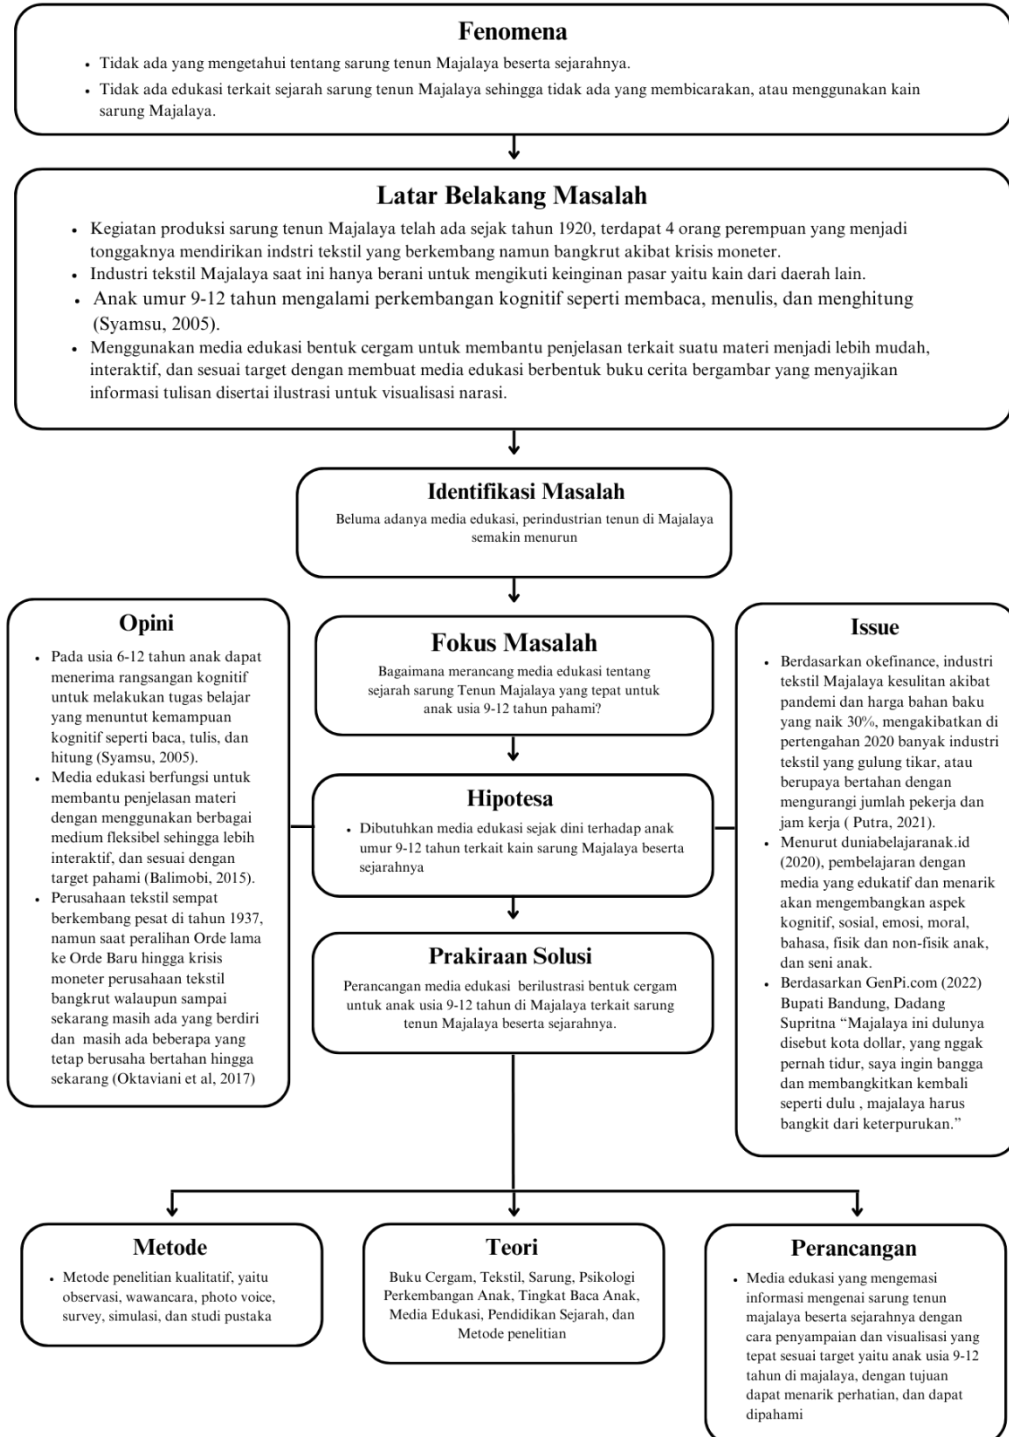 Fenomena
• Tidak ada yang mengetahui tentang sarung tenun Majalaya beserta sejarahnya.
• Tidak ada edukasi terkait sejarah sarung tenun Majalaya sehingga tidak ada yang membicarakan, atau menggunakan kain
sarung Majalaya.
Latar Belakang Masalah
• Kegiatan produksi sarung tenun Majalaya telah ada sejak tahun 1920, terdapat 4 orang perempuan yang menjadi
tonggaknya mendirikan indstri tekstil yang berkembang namun bangkrut akibat krisis moneter.
• Industri tekstil Majalaya saat ini hanya berani untuk mengikuti keinginan pasar yaitu kain dari daerah lain.
• Anak umur 9-12 tahun mengalami perkembangan kognitif seperti membaca, menulis, dan menghitung
(Syamsu, 2005).
• Menggunakan media edukasi bentuk cergam untuk membantu penjelasan terkait suatu materi menjadi lebih mudah,
interaktif, dan sesuai target dengan membuat media edukasi berbentuk buku cerita bergambar yang menyajikan
informasi tulisan disertai ilustrasi untuk visualisasi narasi.
Identifikasi Masalah
Beluma adanya media edukasi, perindustrian tenun di Majalaya
semakin menurun
Opini
• Pada usia 6-12 tahun anak dapat
menerima rangsangan kognitif
untuk melakukan tugas belajar
yang menuntut kemampuan
kognitif seperti baca, tulis, dan
hitung (Syamsu, 2005).
• Media edukasi berfungsi untuk
membantu penjelasan materi
dengan menggunakan berbagai
medium fleksibel sehingga lebih
interaktif, dan sesuai dengan
target pahami (Balimobi, 2015).
• Perusahaan tekstil sempat
berkembang pesat di tahun 1937,
namun saat peralihan Orde lama
ke Orde Baru hingga krisis
moneter perusahaan tekstil
bangkrut walaupun sampai
sekarang masih ada yang berdiri
dan masih ada beberapa yang
tetap berusaha bertahan hingga
sekarang (Oktaviani et al, 2017)
Fokus Masalah
Bagaimana merancang media edukasi tentang
sejarah sarung Tenun Majalaya yang tepat untuk
anak usia 9-12 tahun pahami?
Hipotesa
• Dibutuhkan media edukasi sejak dini terhadap anak
umur 9-12 tahun terkait kain sarung Majalaya beserta
sejarahnya
Prakiraan Solusi
Perancangan media edukasi berilustrasi bentuk cergam
untuk anak usia 9-12 tahun di Majalaya terkait sarung
tenun Majalaya beserta sejarahnya.
Issue
• Berdasarkan okefinance, industri
tekstil Majalaya kesulitan akibat
pandemi dan harga bahan baku
yang naik 30%, mengakibatkan di
pertengahan 2020 banyak industri
tekstil yang gulung tikar, atau
berupaya bertahan dengan
mengurangi jumlah pekerja dan
jam kerja ( Putra, 2021).
• Menurut duniabelajaranak.id
(2020), pembelajaran dengan
media yang edukatif dan menarik
akan mengembangkan aspek
kognitif, sosial, emosi, moral,
bahasa, fisik dan non-fisik anak,
dan seni anak.
• Berdasarkan GenPi.com (2022)
Bupati Bandung, Dadang
Supritna “Majalaya ini dulunya
disebut kota dollar, yang nggak
pernah tidur, saya ingin bangga
dan membangkitkan kembali
seperti dulu , majalaya harus
bangkit dari keterpurukan.”
Metode
• Metode penelitian kualitatif, yaitu
observasi, wawancara, photo voice,
survey, simulasi, dan studi pustaka
Teori
Buku Cergam, Tekstil, Sarung, Psikologi
Perkembangan Anak, Tingkat Baca Anak,
Media Edukasi, Pendidikan Sejarah, dan
Metode penelitian
Perancangan
• Media edukasi yang mengemasi
informasi mengenai sarung tenun
majalaya beserta sejarahnya dengan
cara penyampaian dan visualisasi yang
tepat sesuai target yaitu anak usia 9-12
tahun di majalaya, dengan tujuan
dapat menarik perhatian, dan dapat
dipahami